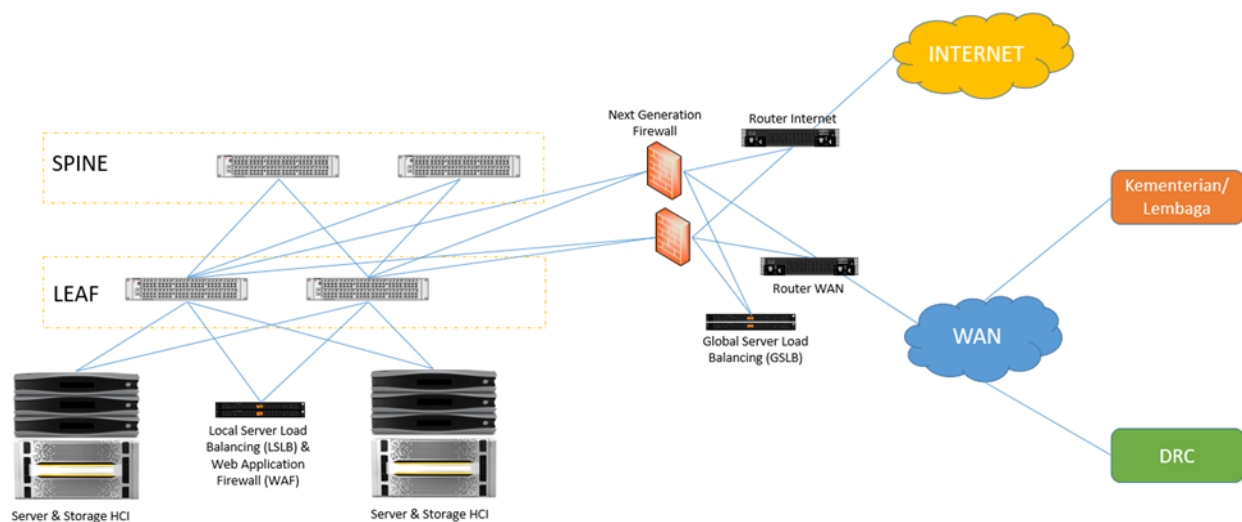 INTERNET
Next Generation
Firewall
Router Internet
SPINE
Kementerian/
Lembaga
LEAF
Router WAN
WAN
Global Server Load
Balancing (GSLB)
Local Server Load
Balancing (LSLB) &
Web Application
Firewall (WAF)
DRC
Server & Storage HCI
Server & Storage HCI